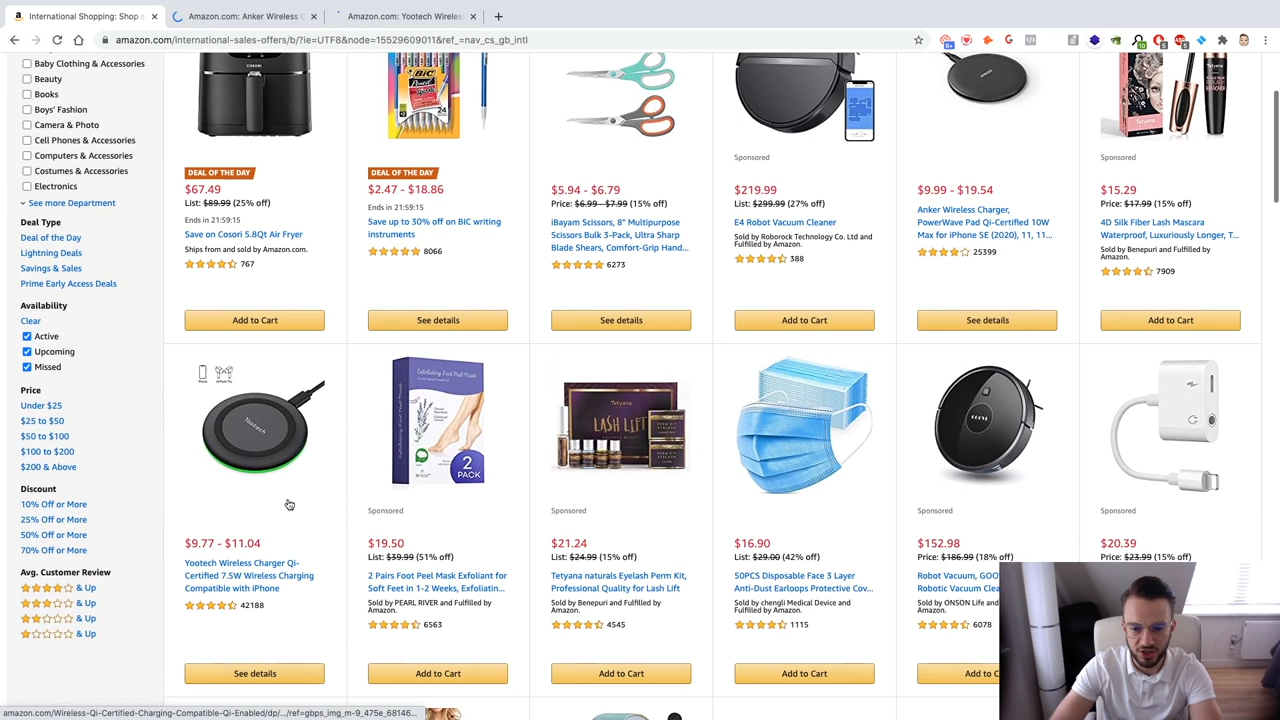 International Shopping: Shop s
Amazon.com: Anker Wireless C
Amazon.com: Yootech Wireless
amazon.com/international-sales-offers/b/?ie=UTF8&node=15529609011&ref_=nav_cs_gb_intl
Baby Clothing & Accessories
Beauty
Books
Boys' Fashion
Camera & Photo
Cell Phones & Accessories
Computers & Accessories
Costumes & Accessories
Electronics
See more Department
Deal Type
Deal of the Day
Lightning Deals
Savings & Sales
Prime Early Access Deals
Availability
Clear
Active
Upcoming
Missed
Price
Under $25
$25 to $50
$50 to $100
$100 to $200
$200 & Above
Discount
10% Off or More
25% Off or More
50% Off or More
70% Off or More
Avg. Customer Review
& Up
& Up
& Up
& Up
COSORI
DEAL OF THE DAY
$67.49
List: $89.99 (25% off)
Ends in 21:59:15
Save on Cosori 5.8Qt Air Fryer
Ships from and sold by Amazon.com.
767
Add to Cart
BIC
24
DEAL OF THE DAY
$2.47 - $18.86
Ends in 21:59:15
Save up to 30% off on BIC writing
instruments
8066
See details
$5.94 - $6.79
Price: $6.99 - $7.99 (15% off)
iBayam Scissors, 8" Multipurpose
Scissors Bulk 3-Pack, Ultra Sharp
Blade Shears, Comfort-Grip Hand...
6273
See details
Sponsored
$219.99
List: $299.99 (27% off)
E4 Robot Vacuum Cleaner
Sold by Roborock Technology Co. Ltd and
Fulfilled by Amazon.
388
Add to Cart
ANKER
$9.99 - $19.54
Anker Wireless Charger,
PowerWave Pad Qi-Certified 10W
Max for iPhone SE (2020), 11, 11...
25399
See details
Tetyana
Sponsored
$15.29
Price: $17.99 (15% off)
4D Silk Fiber Lash Mascara
Waterproof, Luxuriously Longer, T...
Sold by Benepuri and Fulfilled by
Amazon.
7909
Add to Cart
Yootech
$9.77 - $11.04
Yootech Wireless Charger Qi-
Certified 7.5W Wireless Charging
Compatible with iPhone
42188
See details
Exfoliating Foot Peel Mask
2
PACK
Sponsored
$19.50
List: $39.99 (51% off)
2 Pairs Foot Peel Mask Exfoliant for
Soft Feet in 1-2 Weeks, Exfoliatin...
Sold by PEARL RIVER and Fulfilled by
Amazon.
6563
Add to Cart
Tetyana
LASH LIFT
Sponsored
$21.24
List: $24.99 (15% off)
Tetyana naturals Eyelash Perm Kit,
Professional Quality for Lash Lift
Sold by Benepuri and Fulfilled by
Amazon.
4545
Add to Cart
Sponsored
$16.90
List: $29.00 (42% off)
50PCS Disposable Face 3 Layer
Anti-Dust Earloops Protective Cov...
Sold by chengli Medical Device and
Fulfilled by Amazon.
1115
Add to Cart
GOOVI
Sponsored
$152.98
Price: $186.99 (18% off)
Robot Vacuum, GOO
Robotic Vacuum Clea
Sold by ONSON Life a
Amazon.
6078
Add to C
Sponsored
$20.39
Price: $23.99 (15% off)
amazon.com/Wireless-Qi-Certified-Charging-Compatible-Qi-Enabled/dp/.../ref=gbps_img_m-9_475e_68146...